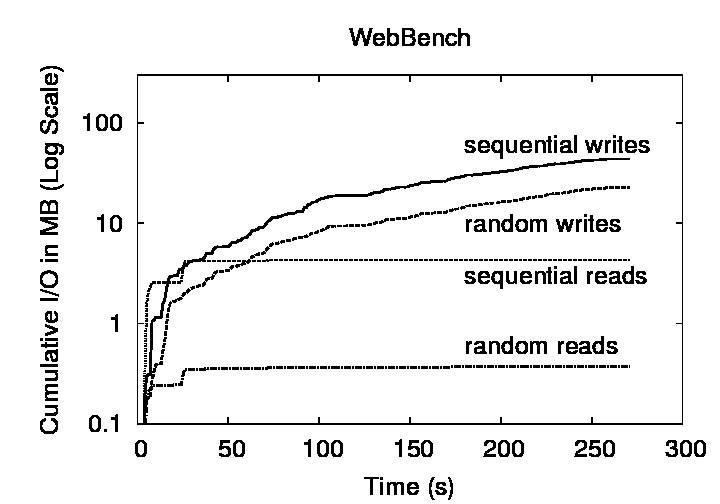 WebBench
Cumulative I/O in MB (Log Scale)
100
10
1
0.1
sequential writes
random writes
sequential reads
random reads
0 50 100 150 200 250 300
Time (s)